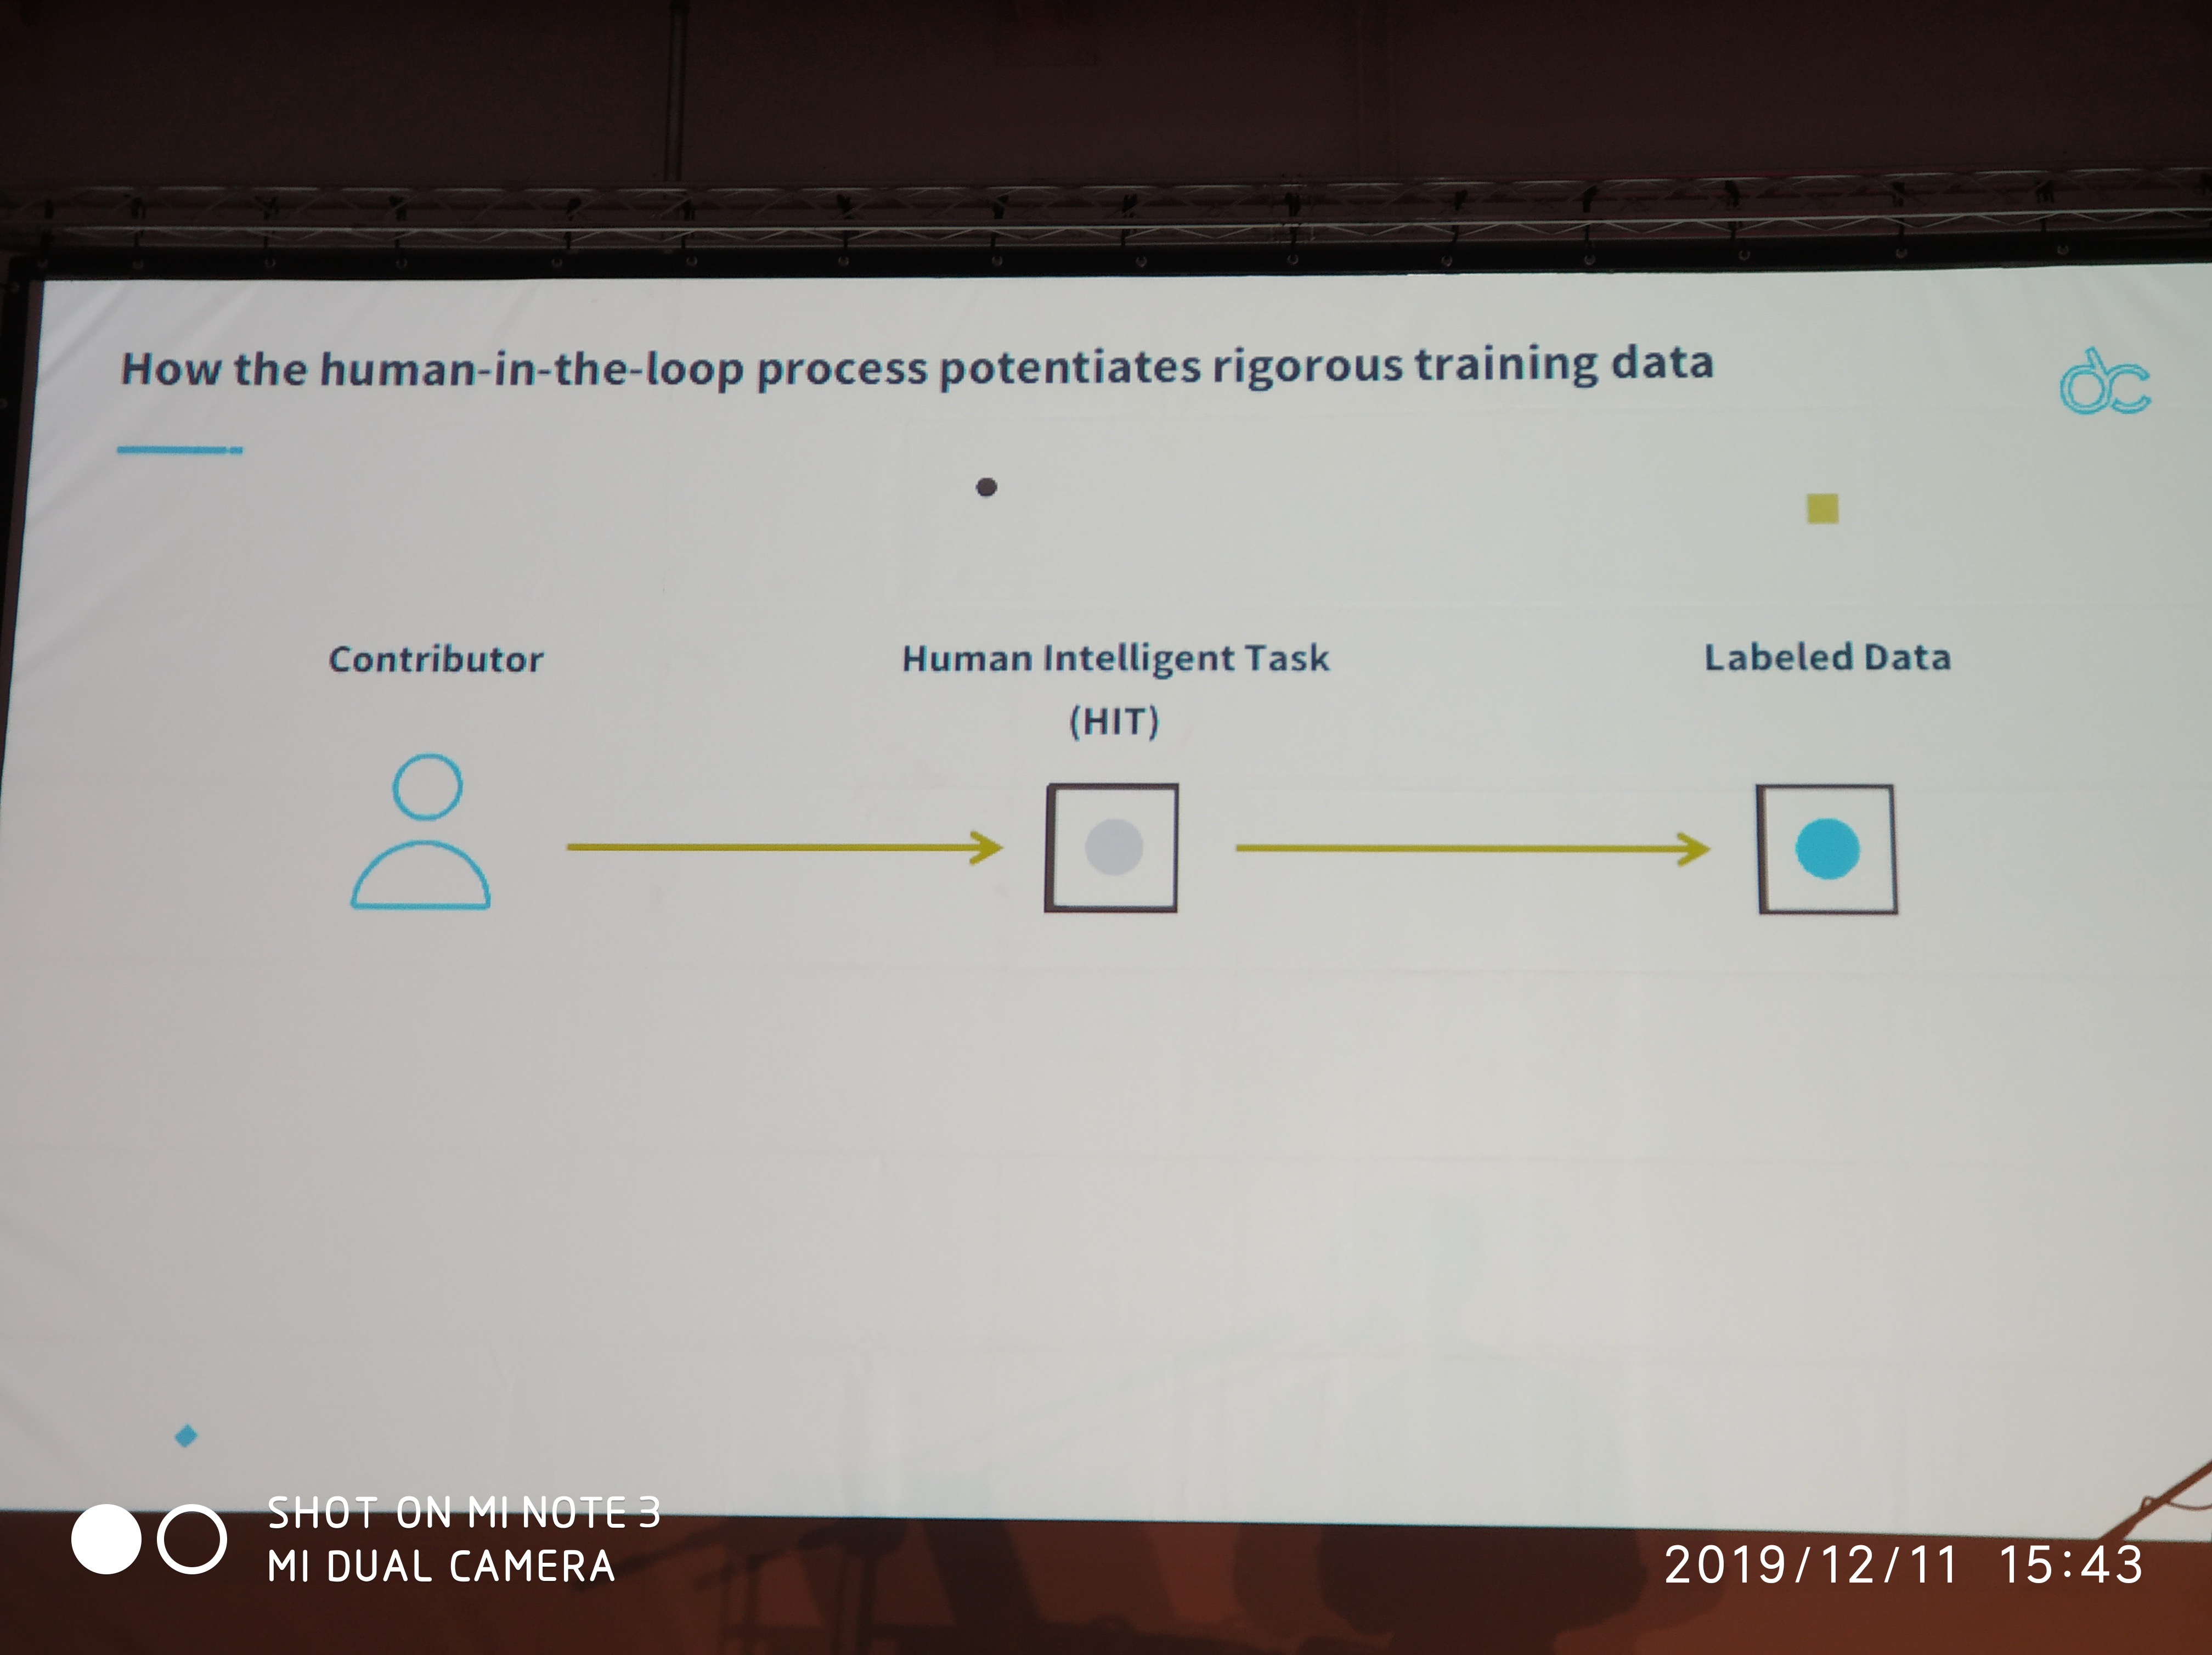 How the human-in-the-loop process potentiates rigorous training data
dc
Contributor
Human Intelligent Task
(HIT)
Labeled Data
SHOT ON MI NOTE 3
MI DUAL CAMERA
2019/12/11 15:43